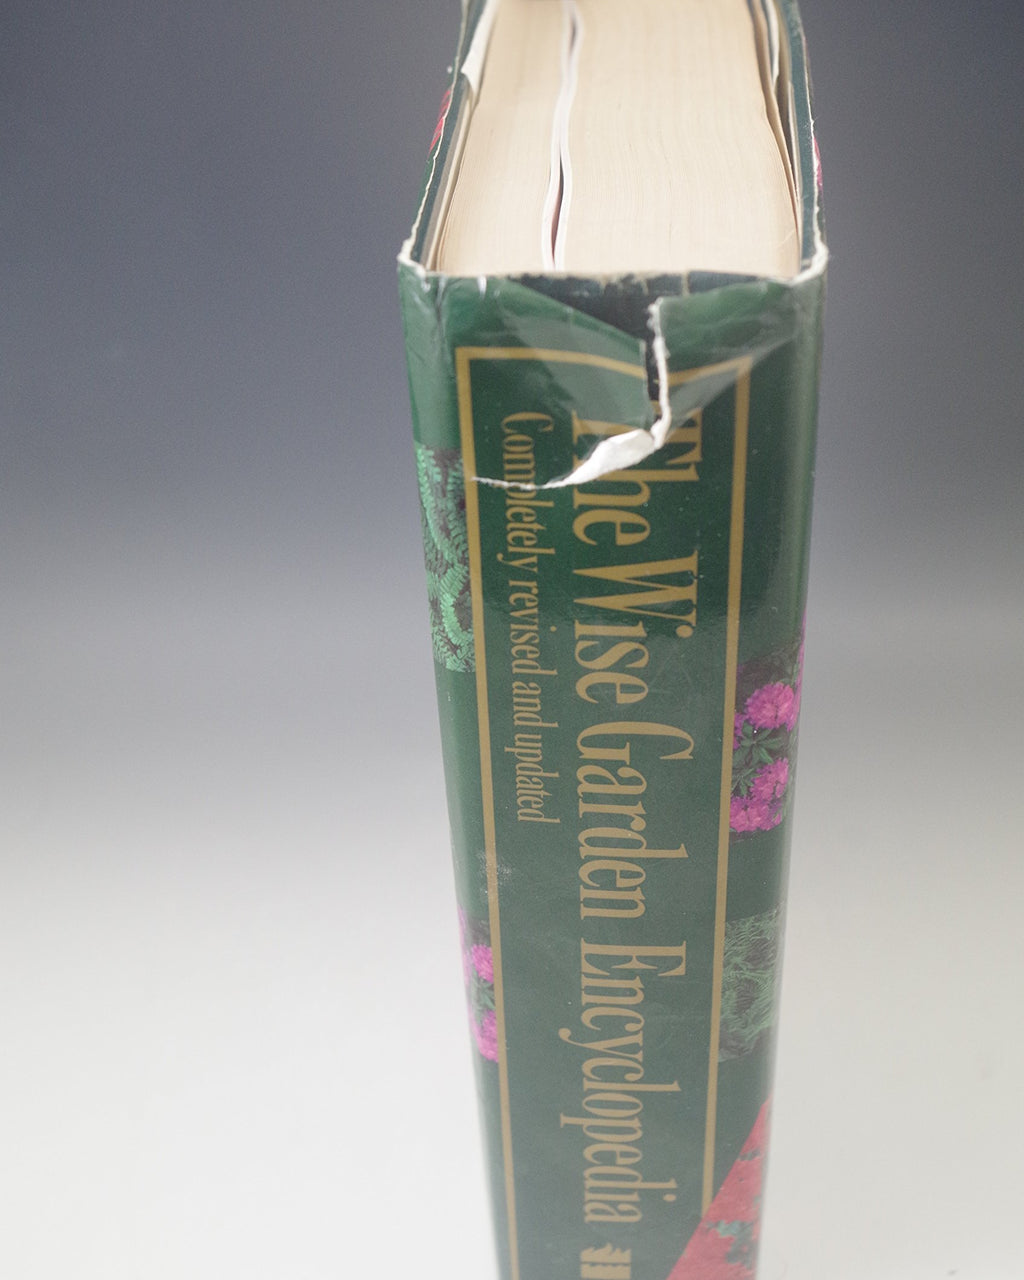 The Wise Garden Encyclopedia
Completely revised and updated